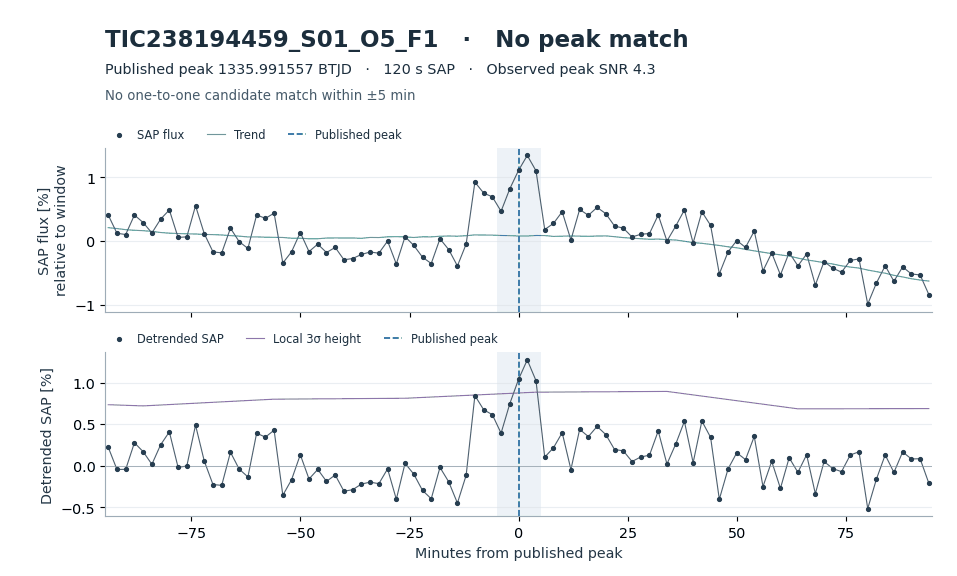 TIC238194459_S01_O5_F1 · No peak match
Published peak 1335.991557 BTJD · 120 s SAP · Observed peak SNR 4.3
No one-to-one candidate match within ±5 min
SAP flux Trend Published peak
SAP flux [%]
relative to window
1
0
−1
Detrended SAP Local 3σ height Published peak
Detrended SAP [%]
1.0
0.5
0.0
−0.5
−75 −50 −25 0 25 50 75
Minutes from published peak